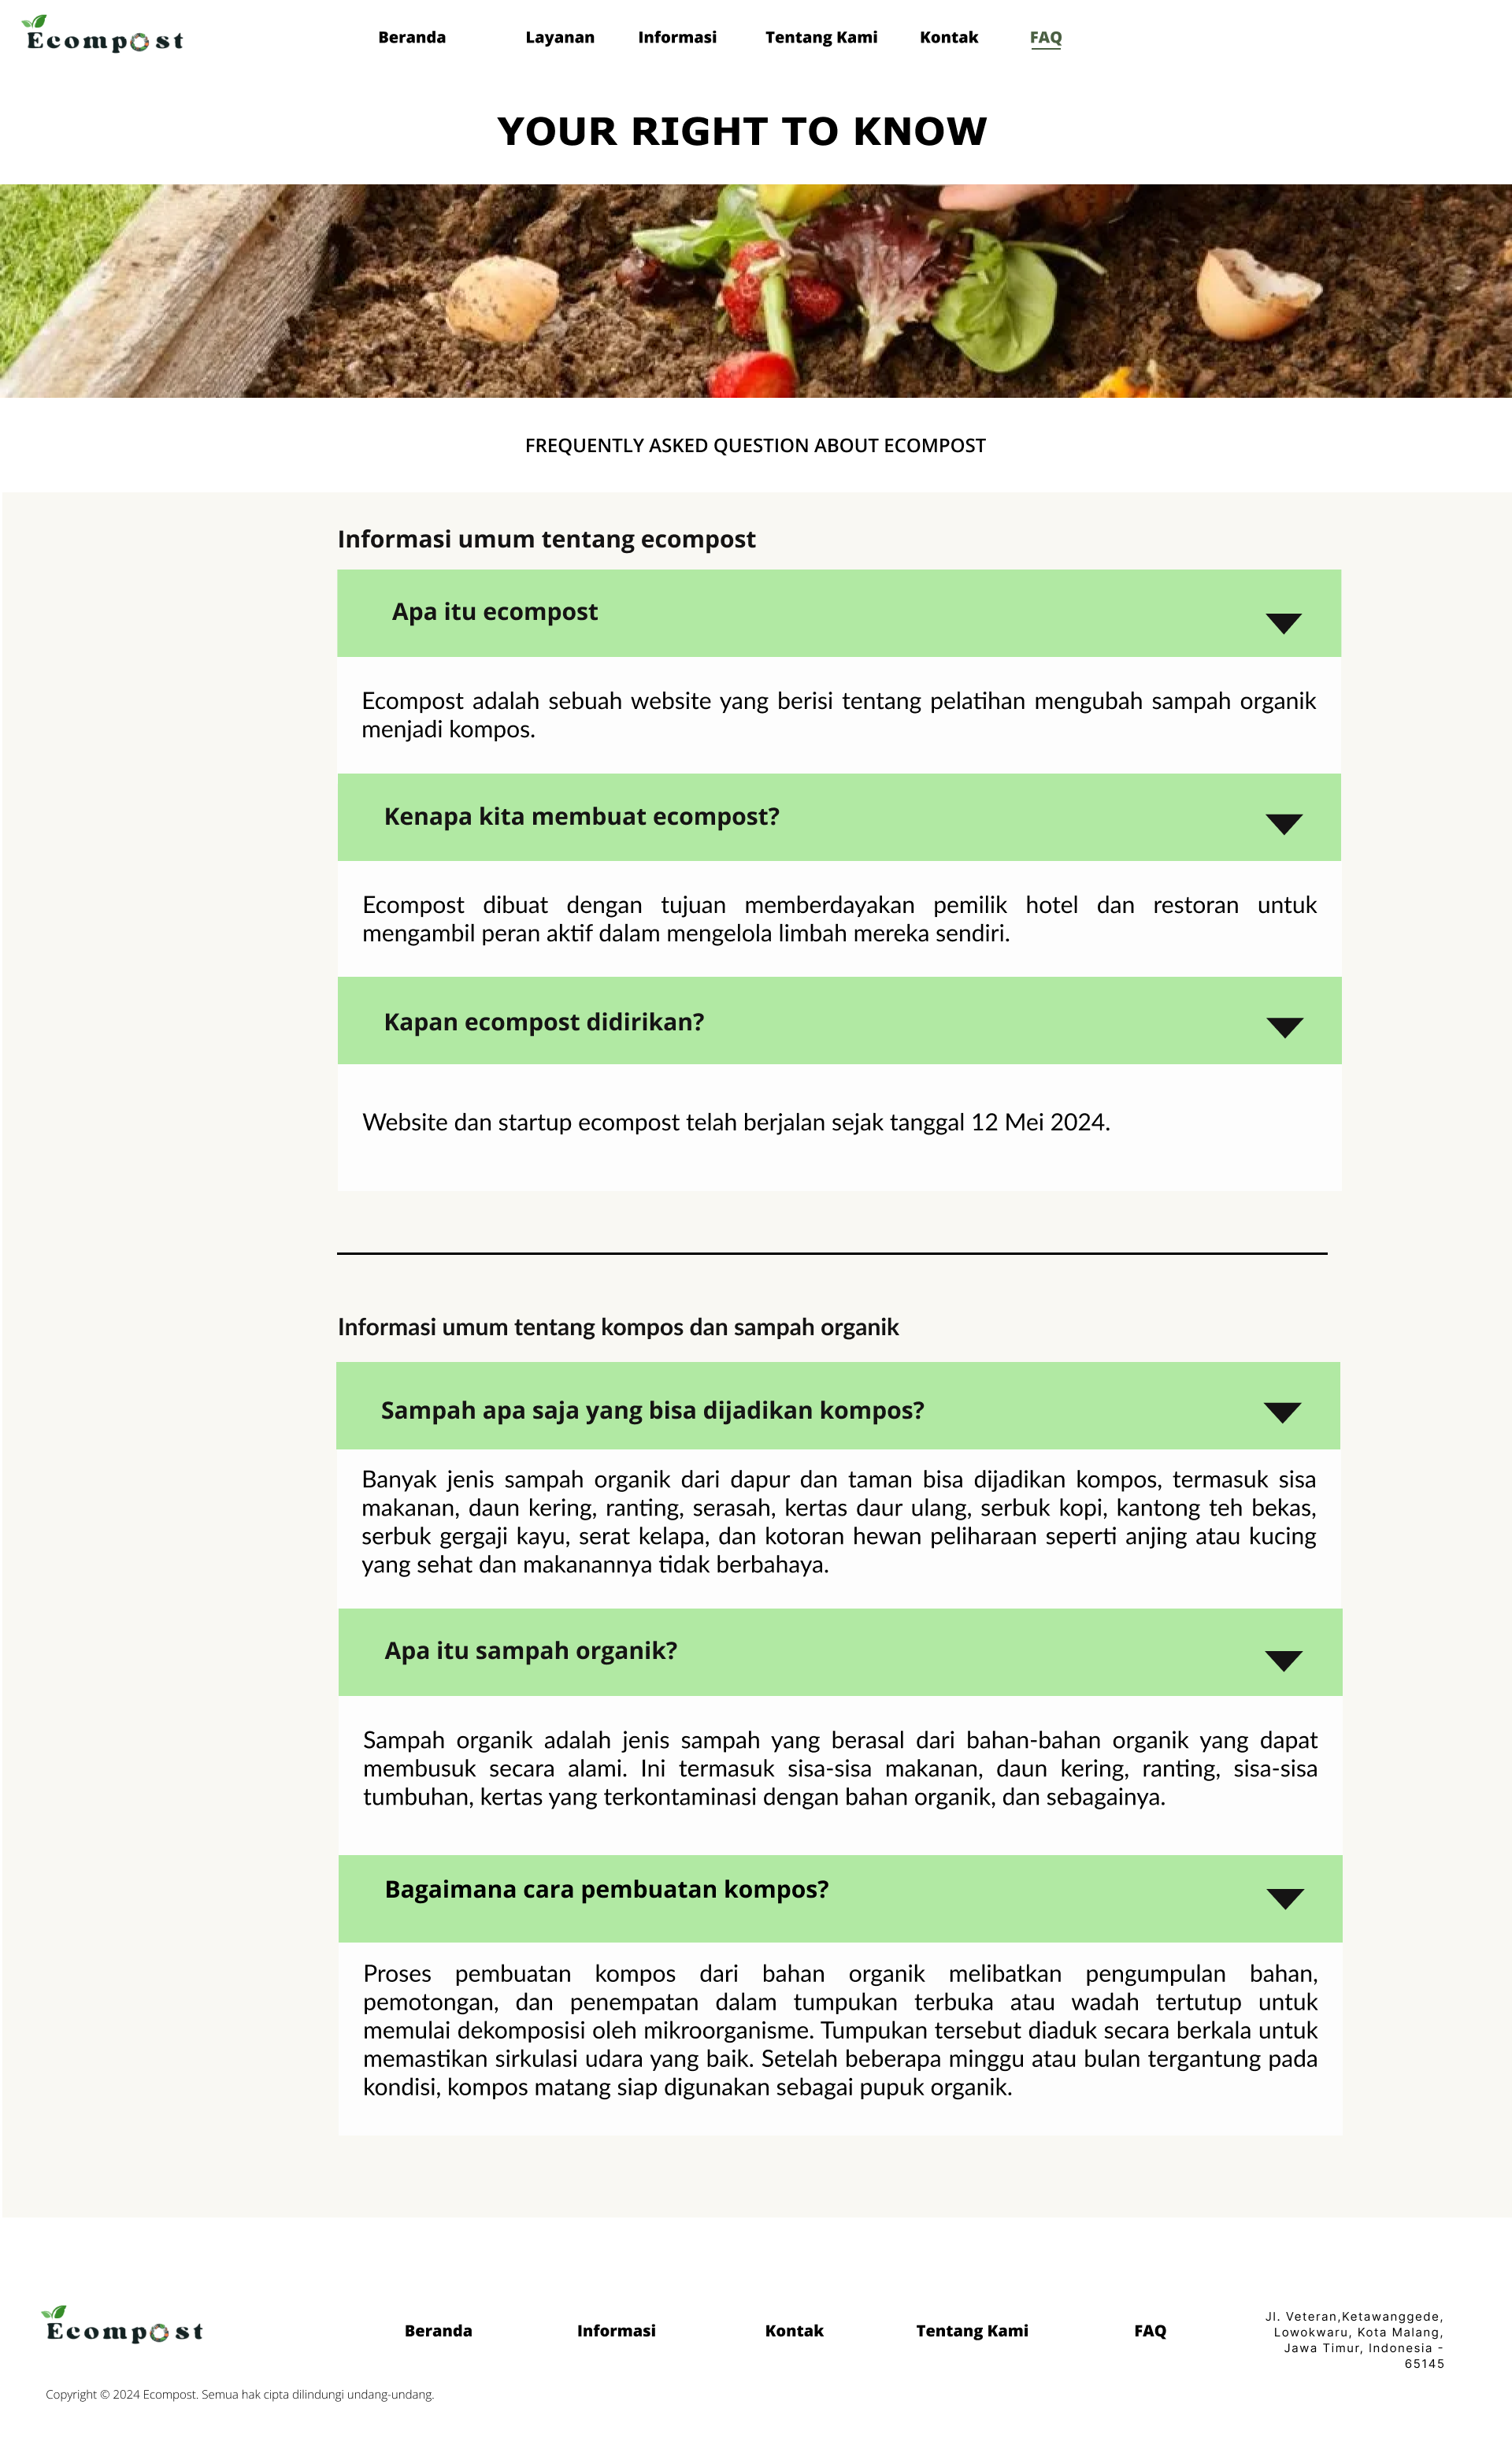 Ecompost
Beranda Layanan Informasi Tentang Kami Kontak FAQ
YOUR RIGHT TO KNOW
FREQUENTLY ASKED QUESTION ABOUT ECOMPOST
Informasi umum tentang ecompost
Apa itu ecompost
Ecompost adalah sebuah website yang berisi tentang pelatihan mengubah sampah organik
menjadi kompos.
Kenapa kita membuat ecompost?
Ecompost dibuat dengan tujuan memberdayakan pemilik hotel dan restoran untuk
mengambil peran aktif dalam mengelola limbah mereka sendiri.
Kapan ecompost didirikan?
Website dan startup ecompost telah berjalan sejak tanggal 12 Mei 2024.
Informasi umum tentang kompos dan sampah organik
Sampah apa saja yang bisa dijadikan kompos?
Banyak jenis sampah organik dari dapur dan taman bisa dijadikan kompos, termasuk sisa
makanan, daun kering, ranting, serasah, kertas daur ulang, serbuk kopi, kantong teh bekas,
serbuk gergaji kayu, serat kelapa, dan kotoran hewan peliharaan seperti anjing atau kucing
yang sehat dan makanannya tidak berbahaya.
Apa itu sampah organik?
Sampah organik adalah jenis sampah yang berasal dari bahan-bahan organik yang dapat
membusuk secara alami. Ini termasuk sisa-sisa makanan, daun kering, ranting, sisa-sisa
tumbuhan, kertas yang terkontaminasi dengan bahan organik, dan sebagainya.
Bagaimana cara pembuatan kompos?
Proses pembuatan kompos dari bahan organik melibatkan pengumpulan bahan,
pemotongan, dan penempatan dalam tumpukan terbuka atau wadah tertutup untuk
memulai dekomposisi oleh mikroorganisme. Tumpukan tersebut diaduk secara berkala untuk
memastikan sirkulasi udara yang baik. Setelah beberapa minggu atau bulan tergantung pada
kondisi, kompos matang siap digunakan sebagai pupuk organik.
Ecompost
Beranda Informasi Kontak Tentang Kami FAQ
Jl. Veteran,Ketawanggede,
Lowokwaru, Kota Malang,
Jawa Timur, Indonesia -
65145
Copyright © 2024 Ecompost. Semua hak cipta dilindungi undang-undang.